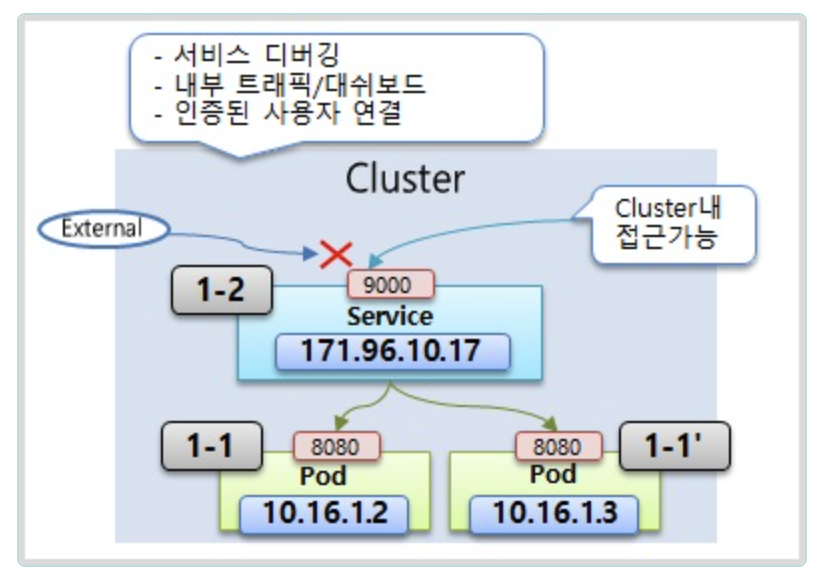 - 서비스 디버깅
- 내부 트래픽/대쉬보드
- 인증된 사용자 연결
Cluster
External
Cluster내
접근가능
9000
1-2
Service
171.96.10.17
1-1
8080
Pod
10.16.1.2
8080
1-1'
Pod
10.16.1.3